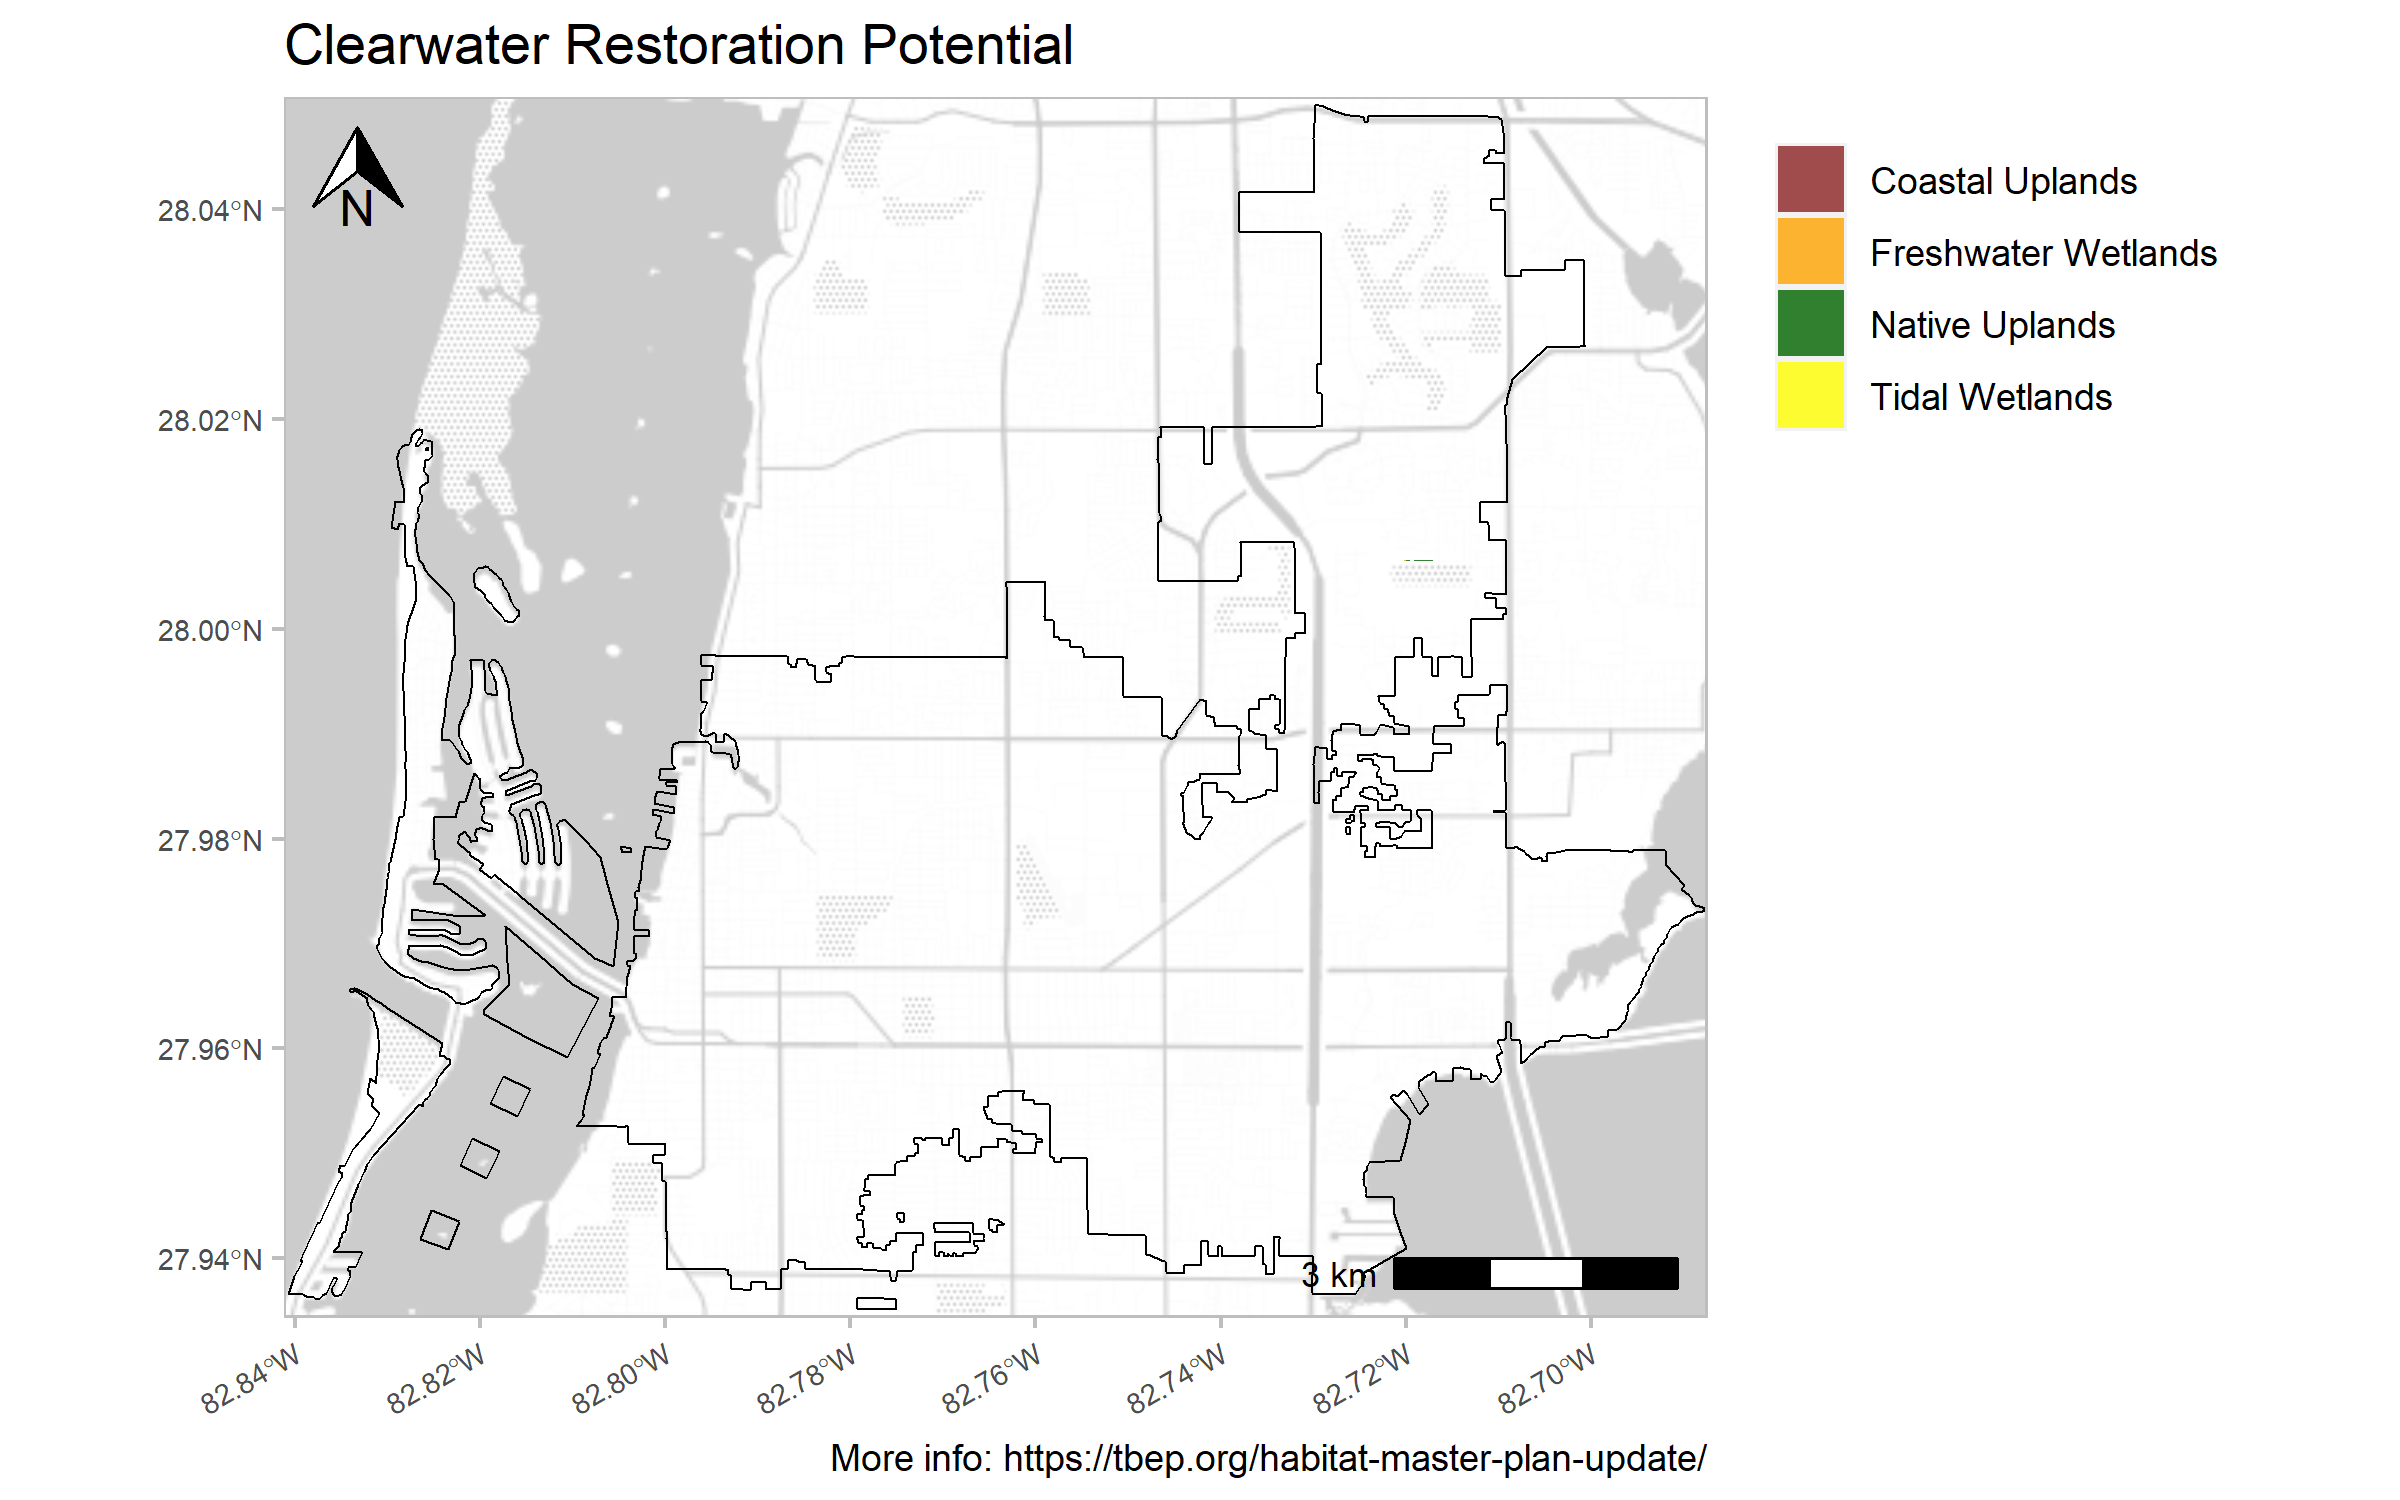 Clearwater Restoration Potential
N
28.04°N
28.02°N
28.00°N
27.98°N
27.96°N
27.94°N
82.84°W
82.82°W
82.80°W
82.78°W
82.76°W
82.74°W
82.72°W
82.70°W
3 km
Coastal Uplands
Freshwater Wetlands
Native Uplands
Tidal Wetlands
More info: https://tbep.org/habitat-master-plan-update/